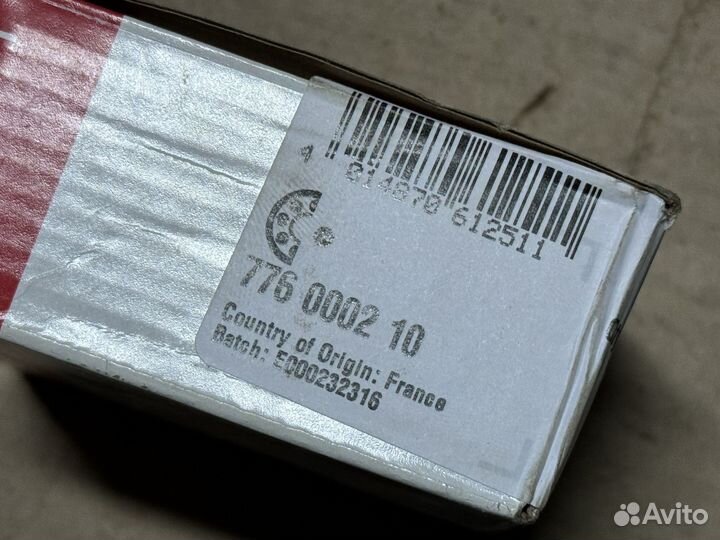 4 014870 612511
776 0002 10
Country of Origin: France
Batch: E000232316
Avito